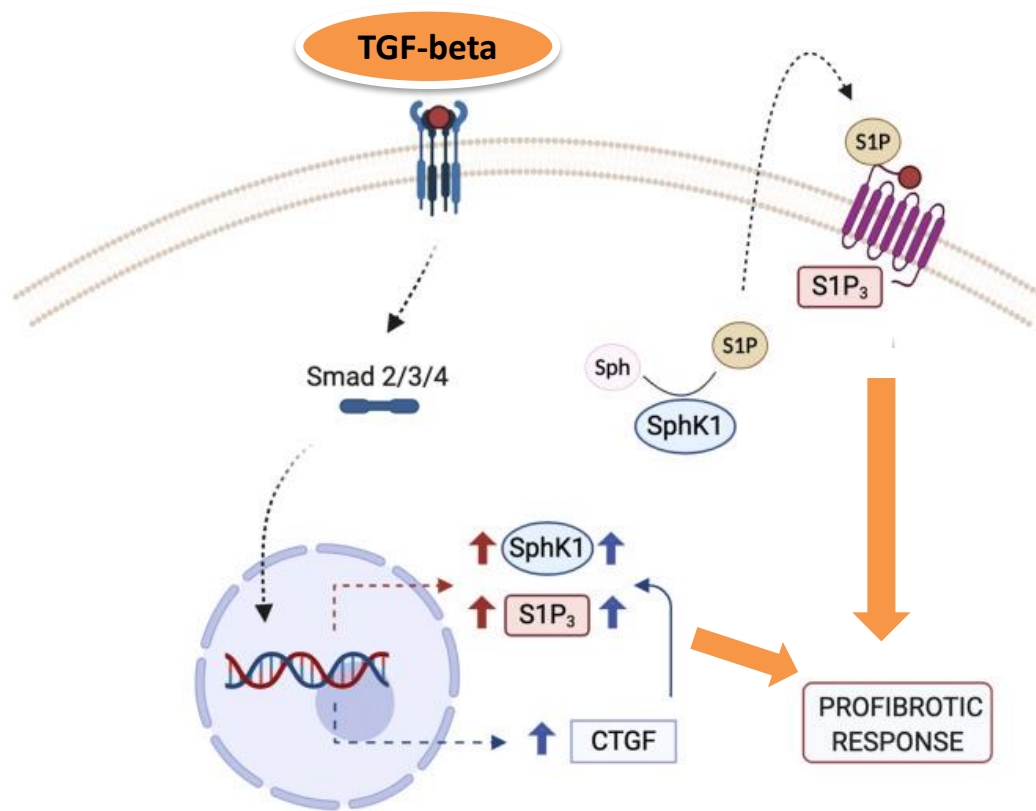 TGF-beta
S1P
S1P₃
Smad 2/3/4
Sph
S1P
SphK1
SphK1
S1P₃
CTGF
PROFIBROTIC
RESPONSE